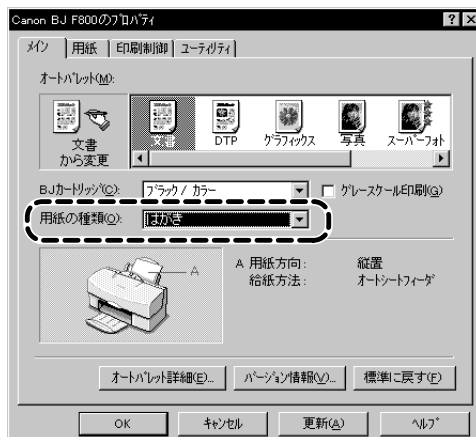 Canon BJ F800のﾌﾟﾛﾊﾟﾃｨ
ﾒｲﾝ 用紙 印刷制御 ﾕｰﾃｨﾘﾃｨ
ｵｰﾄﾊﾟﾚｯﾄ(M):
文書
から変更
文書 DTP ｸﾞﾗﾌｨｯｸｽ 写真 ｽｰﾊﾟｰﾌｫﾄ
BJｶｰﾄﾘｯｼﾞ(C): ﾌﾞﾗｯｸ / ｶﾗｰ ｸﾞﾚｰｽｹｰﾙ印刷(G)
用紙の種類(O): はがき
A
A 用紙方向: 縦置
給紙方法: ｵｰﾄｼｰﾄﾌｨｰﾀﾞ
ｵｰﾄﾊﾟﾚｯﾄ詳細(E)... ﾊﾞｰｼﾞｮﾝ情報(V)... 標準に戻す(F)
OK ｷｬﾝｾﾙ 更新(A) ﾍﾙﾌﾟ